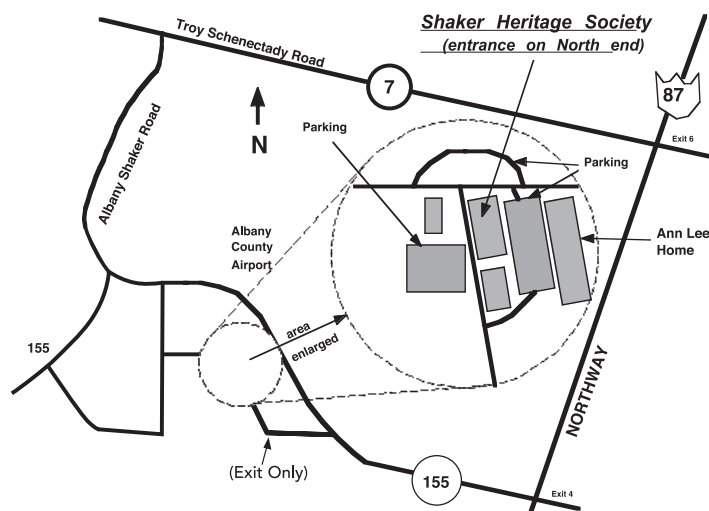 Shaker Heritage Society
(entrance on North end)
Troy Schenectady Road
7
87
Exit 6
N
Parking
Parking
Albany Shaker Road
Albany
County
Airport
Ann Lee
Home
area
enlarged
155
NORTHWAY
(Exit Only)
155
Exit 4